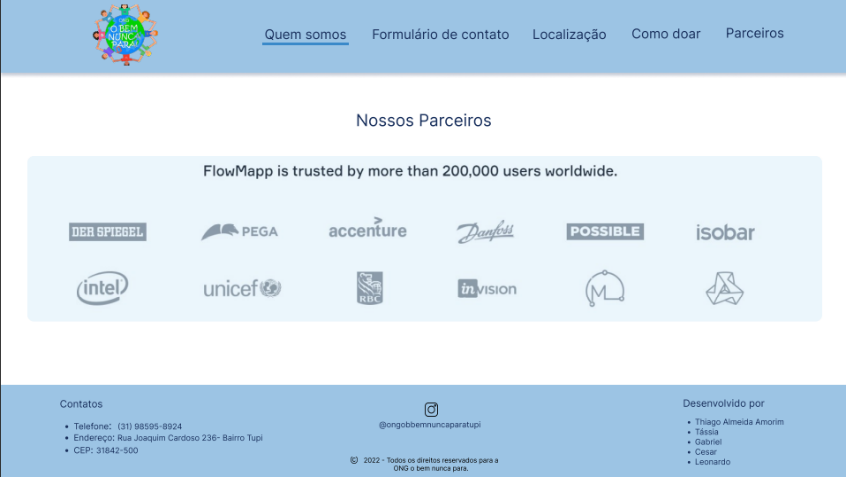 ONG
O BEM
NUNCA
PARA!
Quem somos
Formulário de contato
Localização
Como doar
Parceiros
Nossos Parceiros
FlowMapp is trusted by more than 200,000 users worldwide.
DER SPIEGEL
PEGA
accenture
Danfoss
POSSIBLE
isobar
intel
unicef
RBC
inVISION
M
Contatos
Telefone: (31) 98595-8924
Endereço: Rua Joaquim Cardoso 236- Bairro Tupi
CEP: 31842-500
@ongobbemnuncaparatupi
© 2022 - Todos os direitos reservados para a
ONG o bem nunca para.
Desenvolvido por
Thiago Almeida Amorim
Tássia
Gabriel
Cesar
Leonardo